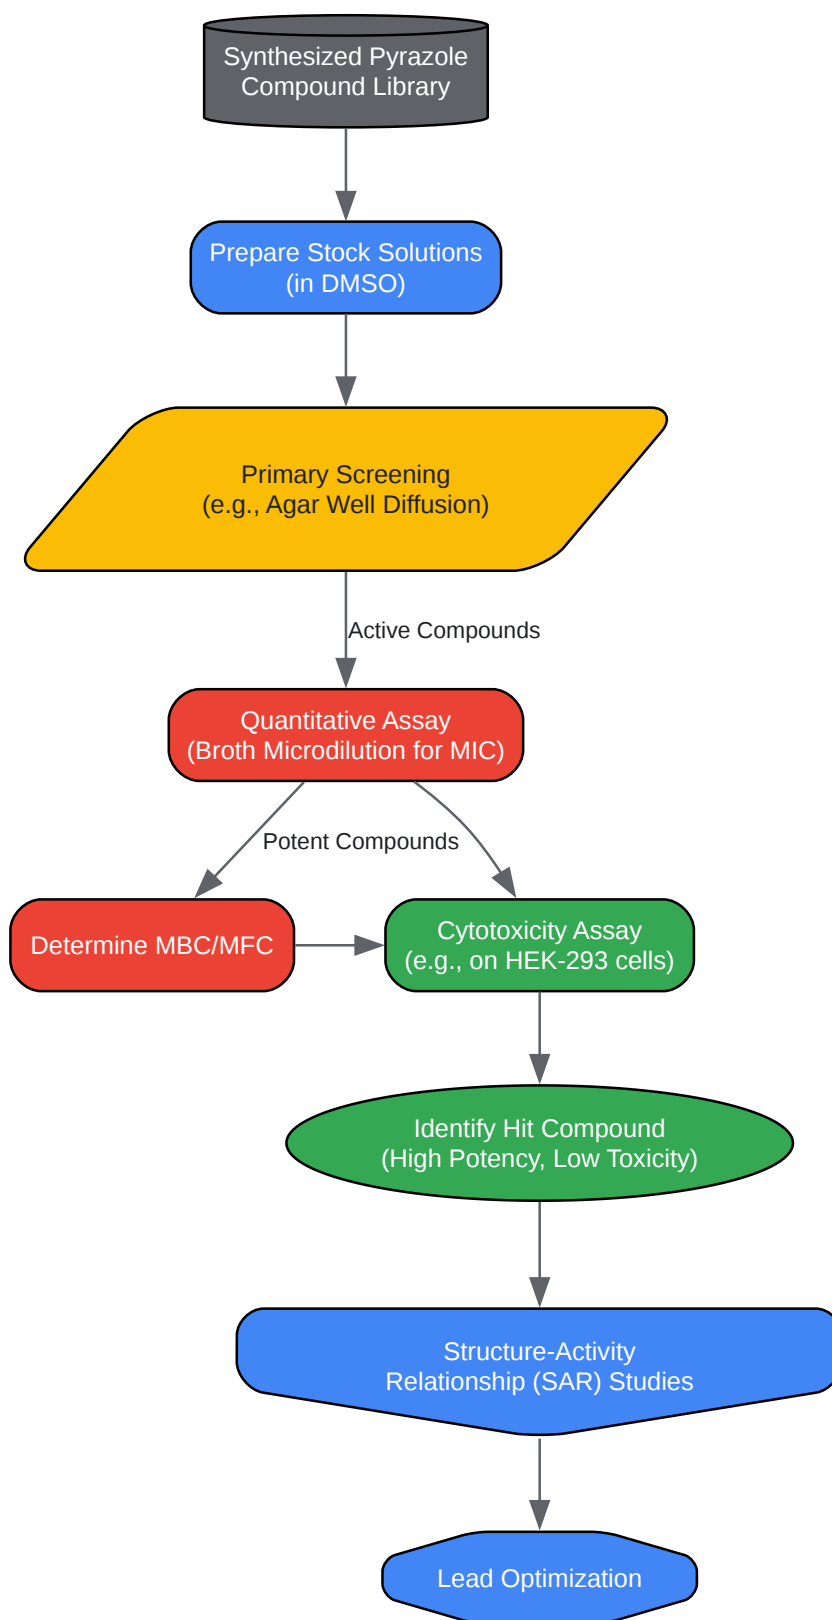 Synthesized Pyrazole
Compound Library
Prepare Stock Solutions
(in DMSO)
Primary Screening
(e.g., Agar Well Diffusion)
Active Compounds
Quantitative Assay
(Broth Microdilution for MIC)
Potent Compounds
Determine MBC/MFC
Cytotoxicity Assay
(e.g., on HEK-293 cells)
Identify Hit Compound
(High Potency, Low Toxicity)
Structure-Activity
Relationship (SAR) Studies
Lead Optimization